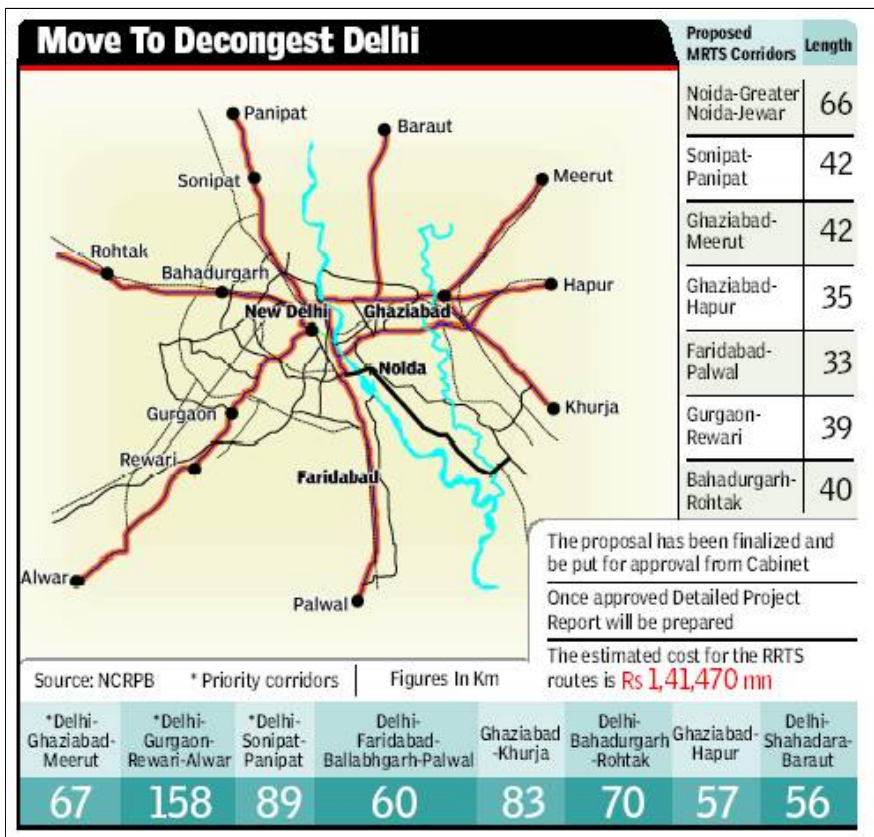 Move To Decongest Delhi
Proposed
MRTS Corridors
Length
Noida-Greater
Noida-Jewar
66
Sonipat-
Panipat
42
Ghaziabad-
Meerut
42
Ghaziabad-
Hapur
35
Faridabad-
Palwal
33
Gurgaon-
Rewari
39
Bahadurgarh-
Rohtak
40
Panipat
Baraut
Sonipat
Meerut
Rohtak
Bahadurgarh
Hapur
New Delhi
Ghaziabad
Noida
Gurgaon
Khurja
Rewari
Faridabad
Alwar
Palwal
The proposal has been finalized and
be put for approval from Cabinet
Once approved Detailed Project
Report will be prepared
The estimated cost for the RRTS
routes is Rs 1,41,470 mn
Source: NCRPB
* Priority corridors
Figures In Km
*Delhi-
Ghaziabad-
Meerut
67
*Delhi-
Gurgaon-
Rewari-Alwar
158
*Delhi-
Sonipat-
Panipat
89
Delhi-
Faridabad-
Ballabhgarh-Palwal
60
Ghaziabad
-Khurja
83
Delhi-
Bahadurgarh
-Rohtak
70
Ghaziabad-
Hapur
57
Delhi-
Shahadara-
Baraut
56